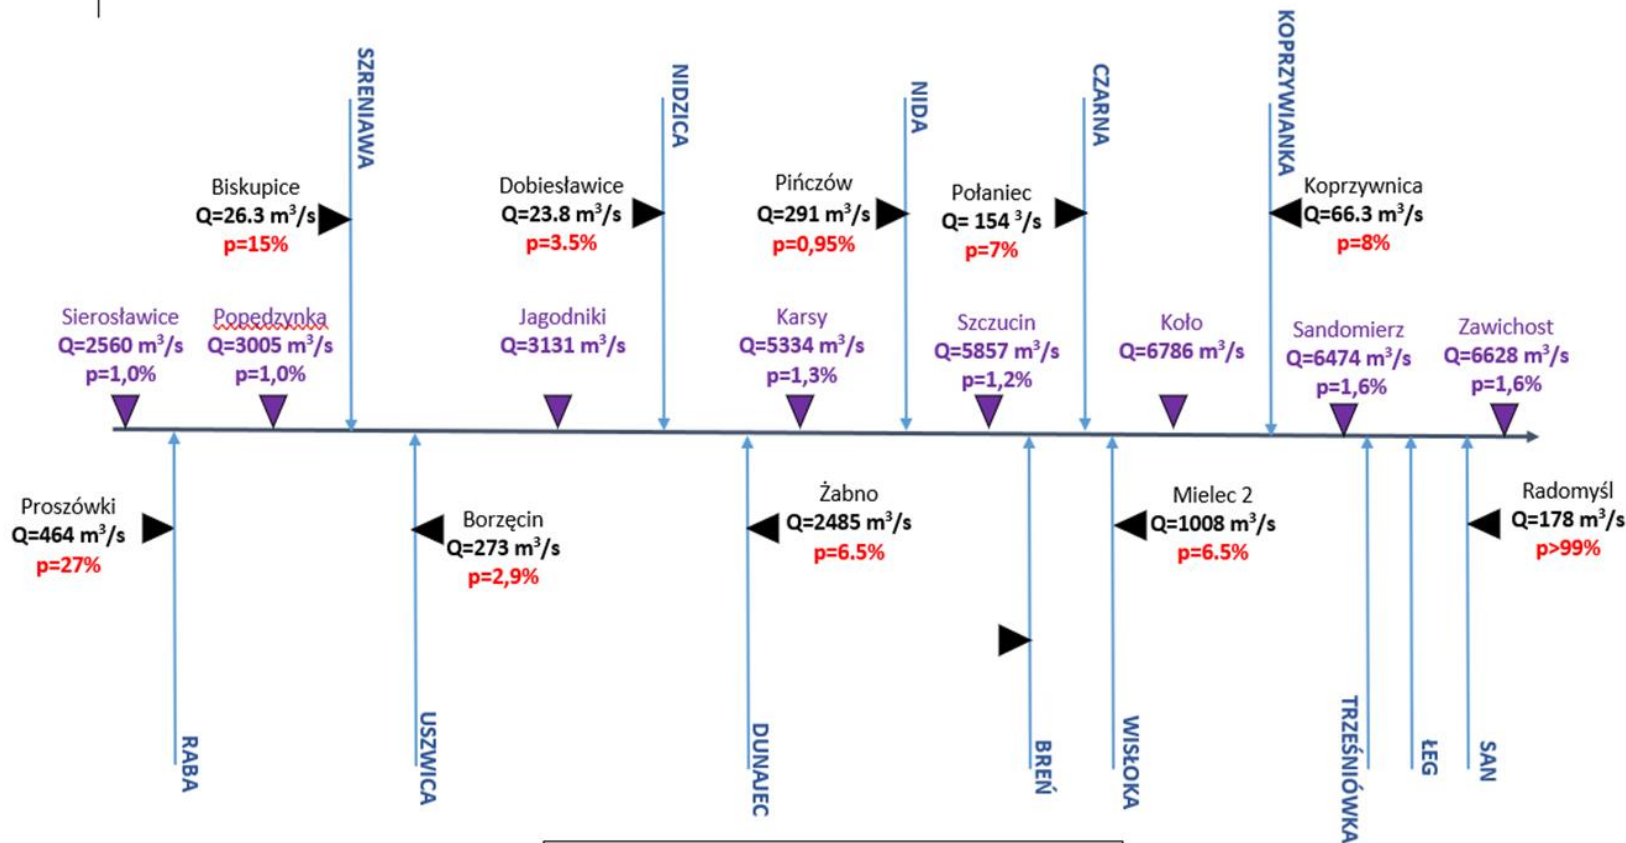 SZRENIAWA
NIDZICA
NIDA
CZARNA
KOPRZYWIANKA
Biskupice
Q=26.3 m³/s
p=15%
Dobiesławice
Q=23.8 m³/s
p=3.5%
Pińczów
Q=291 m³/s
p=0,95%
Połaniec
Q= 154 ³/s
p=7%
Koprzywnica
Q=66.3 m³/s
p=8%
Sierosławice
Q=2560 m³/s
p=1,0%
Popędzynka
Q=3005 m³/s
p=1,0%
Jagodniki
Q=3131 m³/s
Karsy
Q=5334 m³/s
p=1,3%
Szczucin
Q=5857 m³/s
p=1,2%
Koło
Q=6786 m³/s
Sandomierz
Q=6474 m³/s
p=1,6%
Zawichost
Q=6628 m³/s
p=1,6%
Proszówki
Q=464 m³/s
p=27%
Borzęcin
Q=273 m³/s
p=2,9%
Żabno
Q=2485 m³/s
p=6.5%
Mielec 2
Q=1008 m³/s
p=6.5%
Radomyśl
Q=178 m³/s
p>99%
RABA
USZWICA
DUNAJEC
BREŃ
WISŁOKA
TRZEŚNIÓWKA
ŁEG
SAN